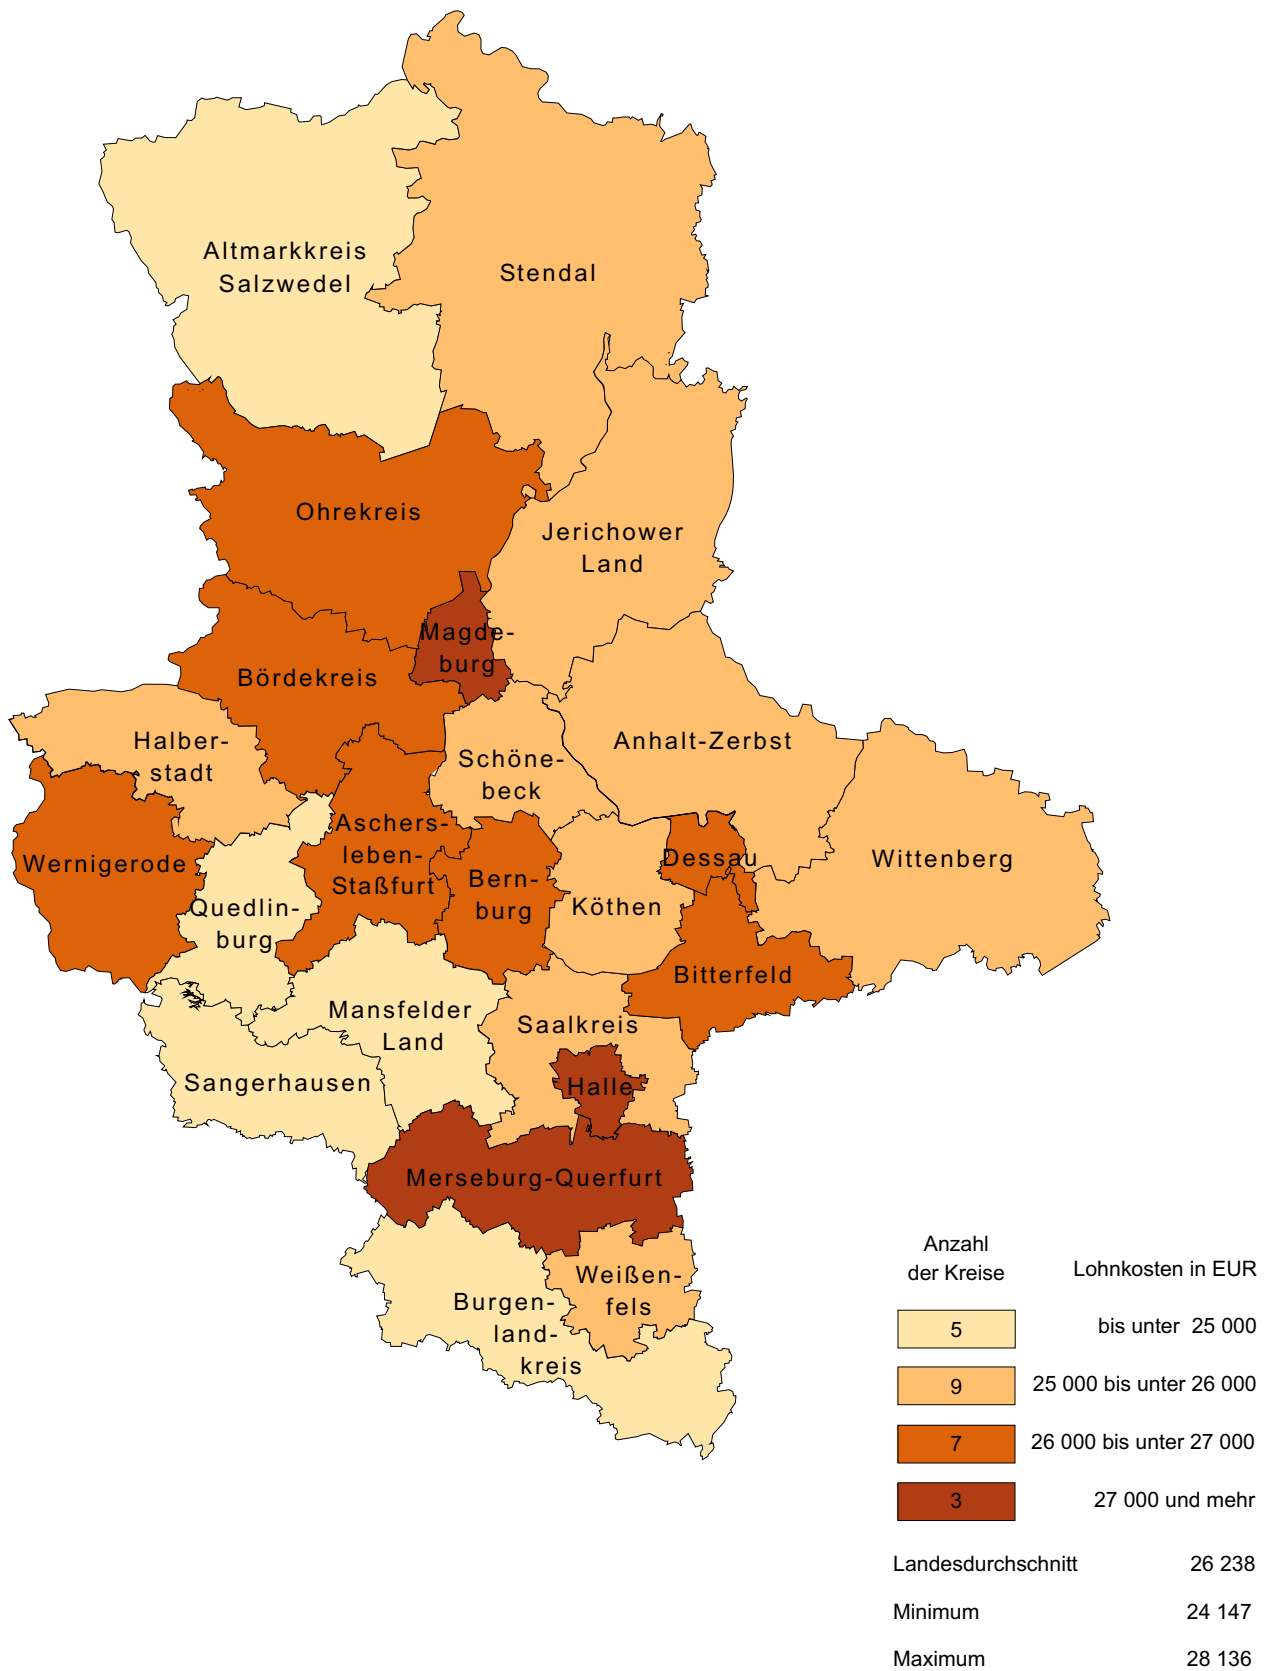 Altmarkkreis
Salzwedel
Stendal
Ohrekreis
Jerichower
Land
Magde-
burg
Bördekreis
Halber-
stadt
Schöne-
beck
Anhalt-Zerbst
Wernigerode
Aschers-
leben-
Staßfurt
Dessau
Wittenberg
Quedlin-
burg
Bern-
burg
Köthen
Bitterfeld
Mansfelder
Land
Saalkreis
Sangerhausen
Halle
Merseburg-Querfurt
Weißen-
fels
Burgen-
land-
kreis
Anzahl
der Kreise
Lohnkosten in EUR
5 bis unter 25 000
9 25 000 bis unter 26 000
7 26 000 bis unter 27 000
3 27 000 und mehr
Landesdurchschnitt 26 238
Minimum 24 147
Maximum 28 136